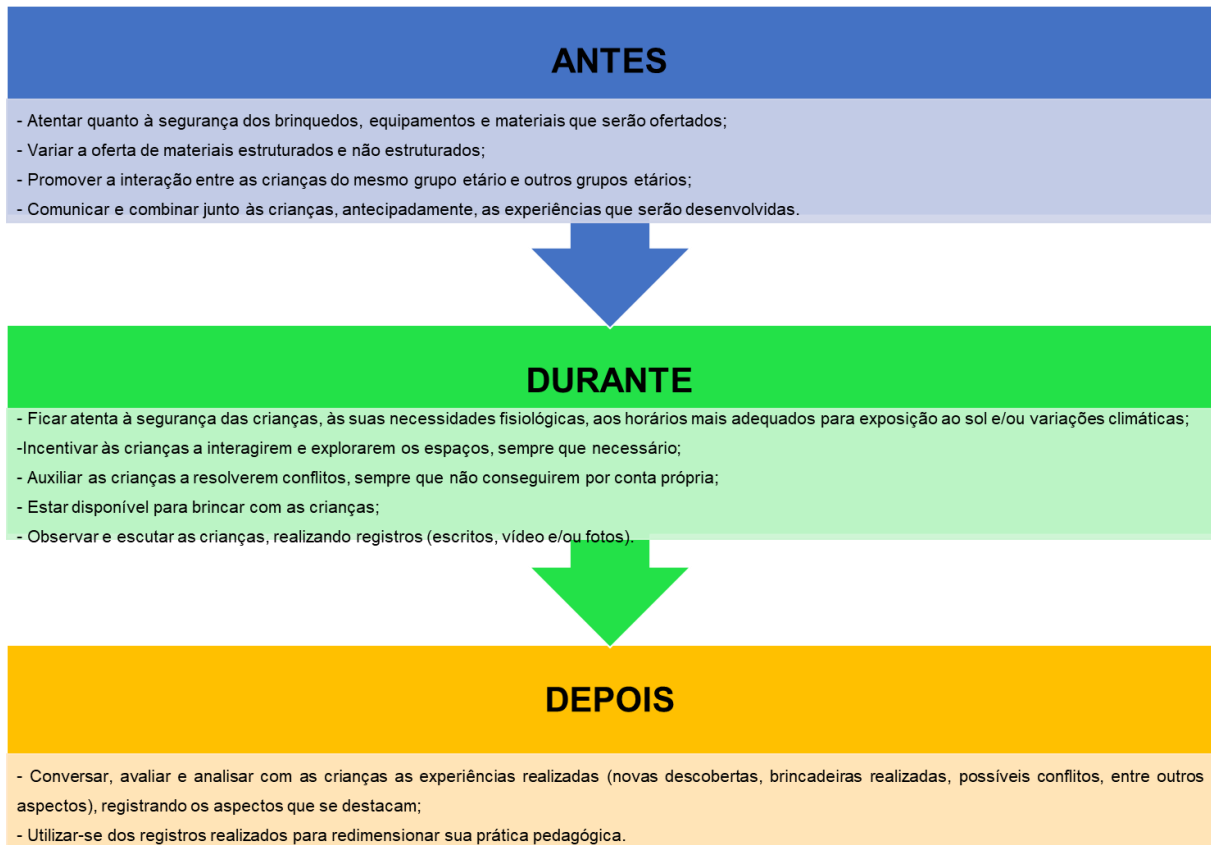 ANTES
- Atentar quanto à segurança dos brinquedos, equipamentos e materiais que serão ofertados;
- Variar a oferta de materiais estruturados e não estruturados;
- Promover a interação entre as crianças do mesmo grupo etário e outros grupos etários;
- Comunicar e combinar junto às crianças, antecipadamente, as experiências que serão desenvolvidas.
DURANTE
- Ficar atenta à segurança das crianças, às suas necessidades fisiológicas, aos horários mais adequados para exposição ao sol e/ou variações climáticas;
-Incentivar às crianças a interagirem e explorarem os espaços, sempre que necessário;
- Auxiliar as crianças a resolverem conflitos, sempre que não conseguirem por conta própria;
- Estar disponível para brincar com as crianças;
- Observar e escutar as crianças, realizando registros (escritos, vídeo e/ou fotos).
DEPOIS
- Conversar, avaliar e analisar com as crianças as experiências realizadas (novas descobertas, brincadeiras realizadas, possíveis conflitos, entre outros
aspectos), registrando os aspectos que se destacam;
- Utilizar-se dos registros realizados para redimensionar sua prática pedagógica.